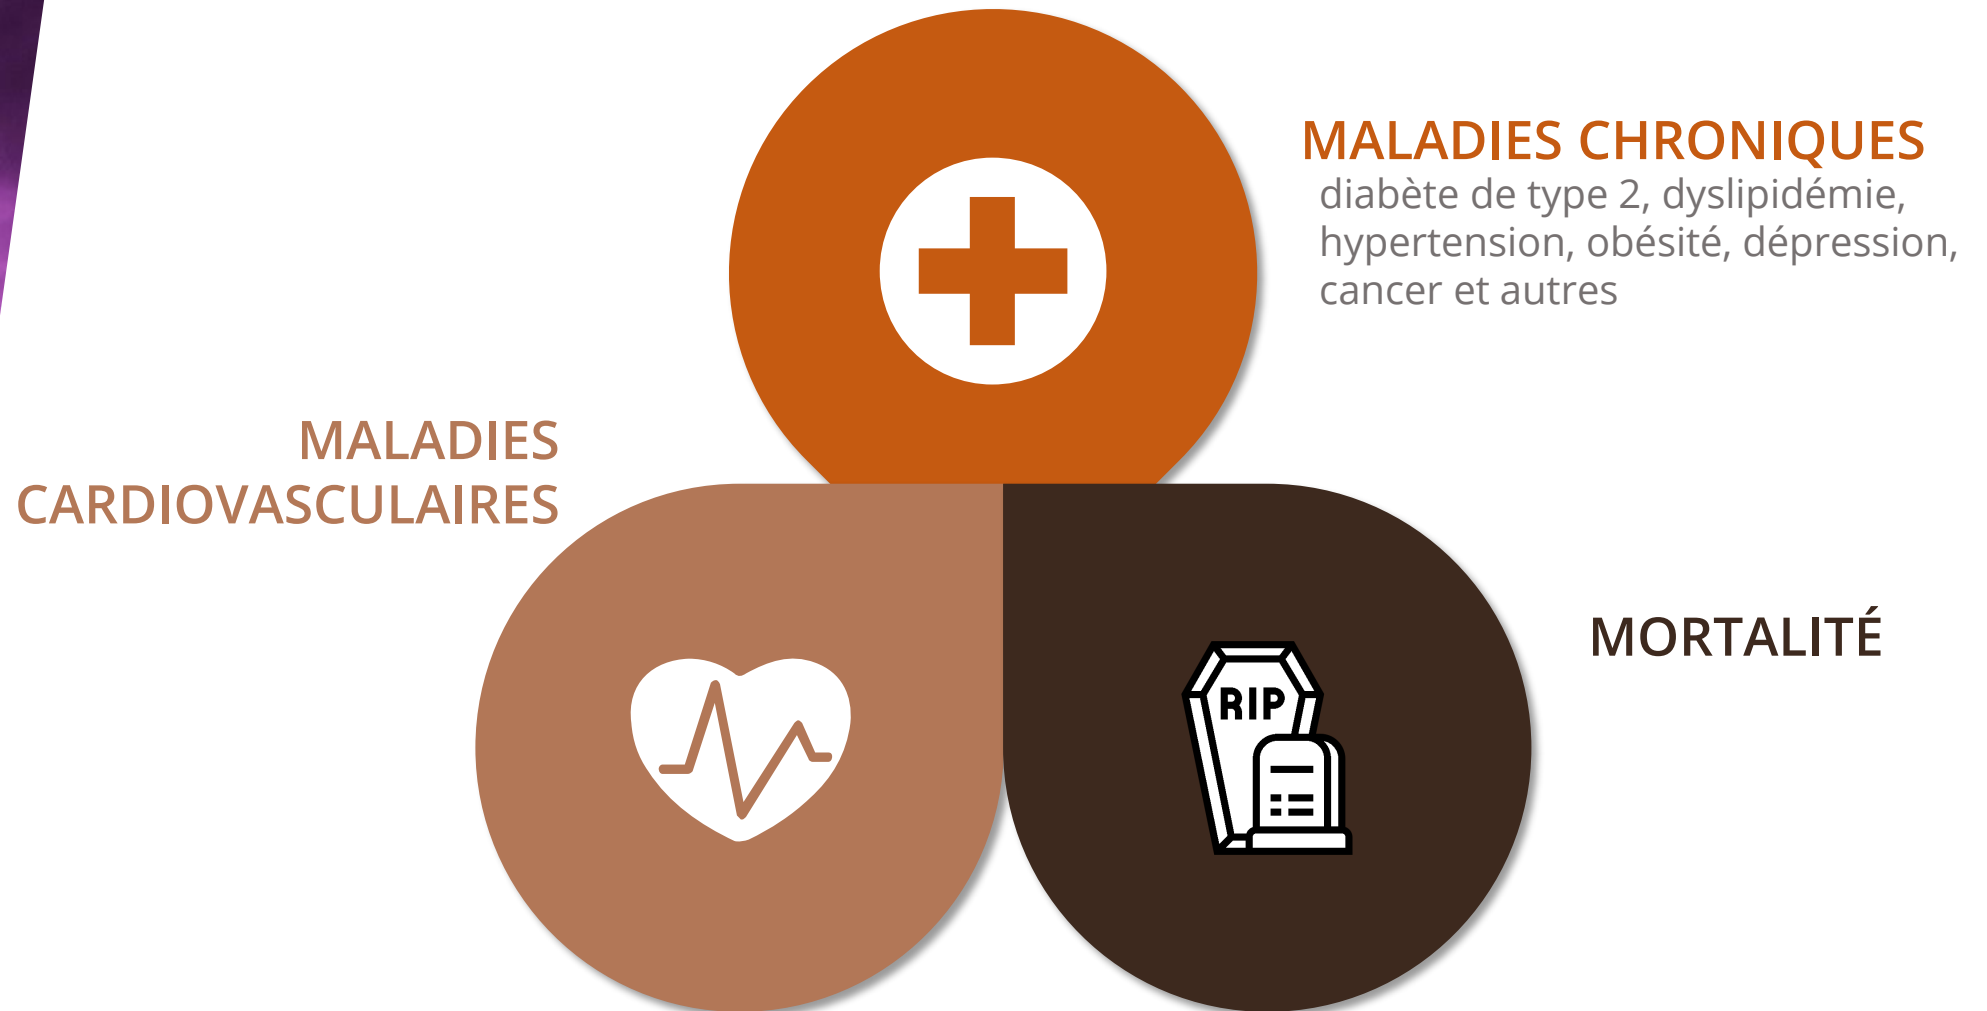 MALADIES CHRONIQUES
diabète de type 2, dyslipidémie,
hypertension, obésité, dépression,
cancer et autres
MALADIES
CARDIOVASCULAIRES
MORTALITÉ
RIP